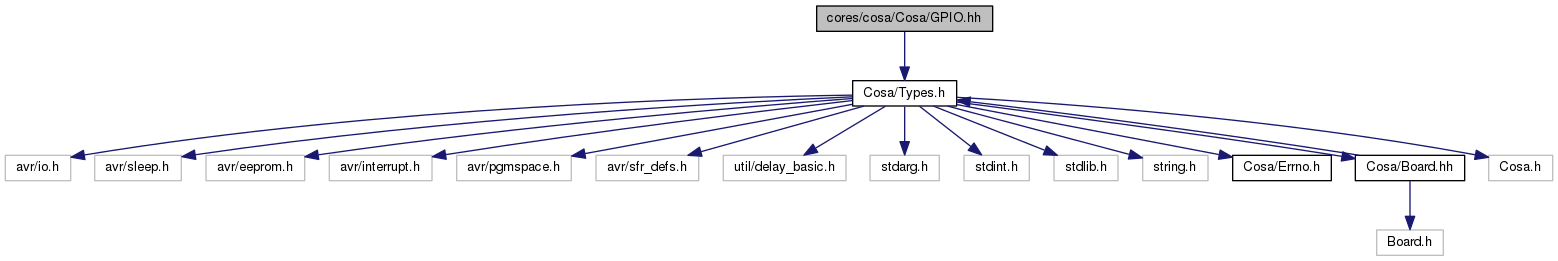 cores/cosa/Cosa/GPIO.hh
Cosa/Types.h
avr/io.h
avr/sleep.h
avr/eeprom.h
avr/interrupt.h
avr/pgmspace.h
avr/sfr_defs.h
util/delay_basic.h
stdarg.h
stdint.h
stdlib.h
string.h
Cosa/Errno.h
Cosa/Board.hh
Cosa.h
Board.h